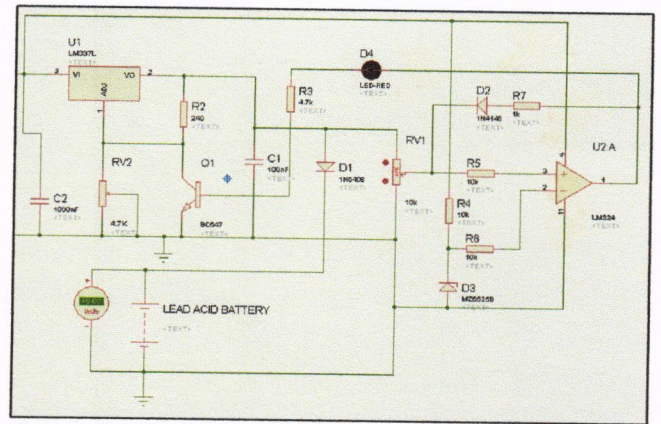 D4
LED-RED
<TEXT>
U1
LM337L
<TEXT>
3
VI
VO
2
ADJ
1
R3
4.7k
<TEXT>
D2
1N4148
<TEXT>
R7
1k
<TEXT>
R2
240
<TEXT>
RV1
U2:A
4
C1
100nF
<TEXT>
D1
<TEXT>
R5
10k
<TEXT>
3
2
1
11
LM324
<TEXT>
RV2
4.7K
<TEXT>
Q1
BC547
<TEXT>
C2
1000nF
<TEXT>
10k
<TEXT>
R4
10k
<TEXT>
R6
10k
<TEXT>
D3
<TEXT>
LEAD ACID BATTERY
<TEXT>
Volts